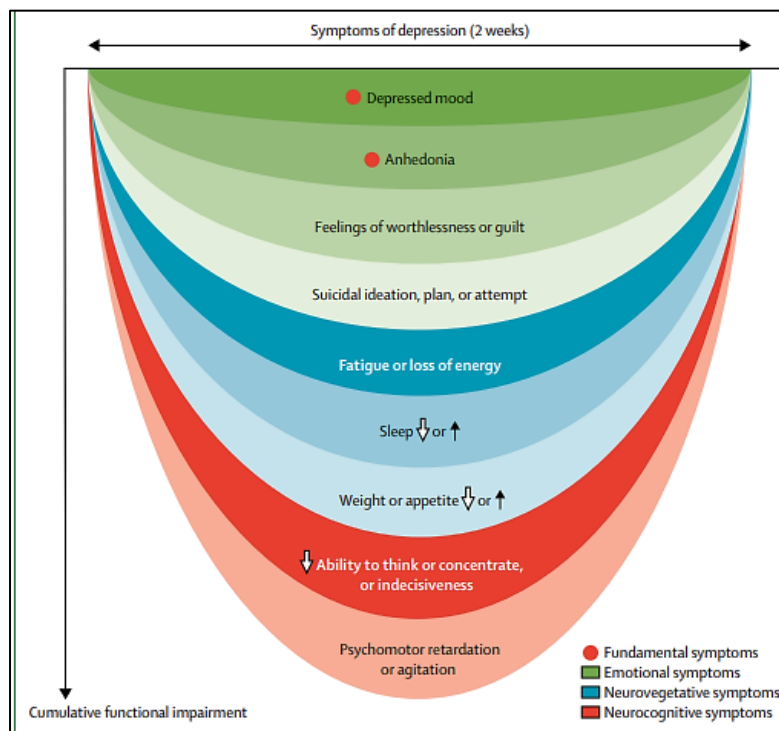 Symptoms of depression (2 weeks)
Depressed mood
Anhedonia
Feelings of worthlessness or guilt
Suicidal ideation, plan, or attempt
Fatigue or loss of energy
Sleep ⇩ or ↑
Weight or appetite ⇩ or ↑
⇩ Ability to think or concentrate,
or indecisiveness
Psychomotor retardation
or agitation
Cumulative functional impairment
Fundamental symptoms
Emotional symptoms
Neurovegetative symptoms
Neurocognitive symptoms